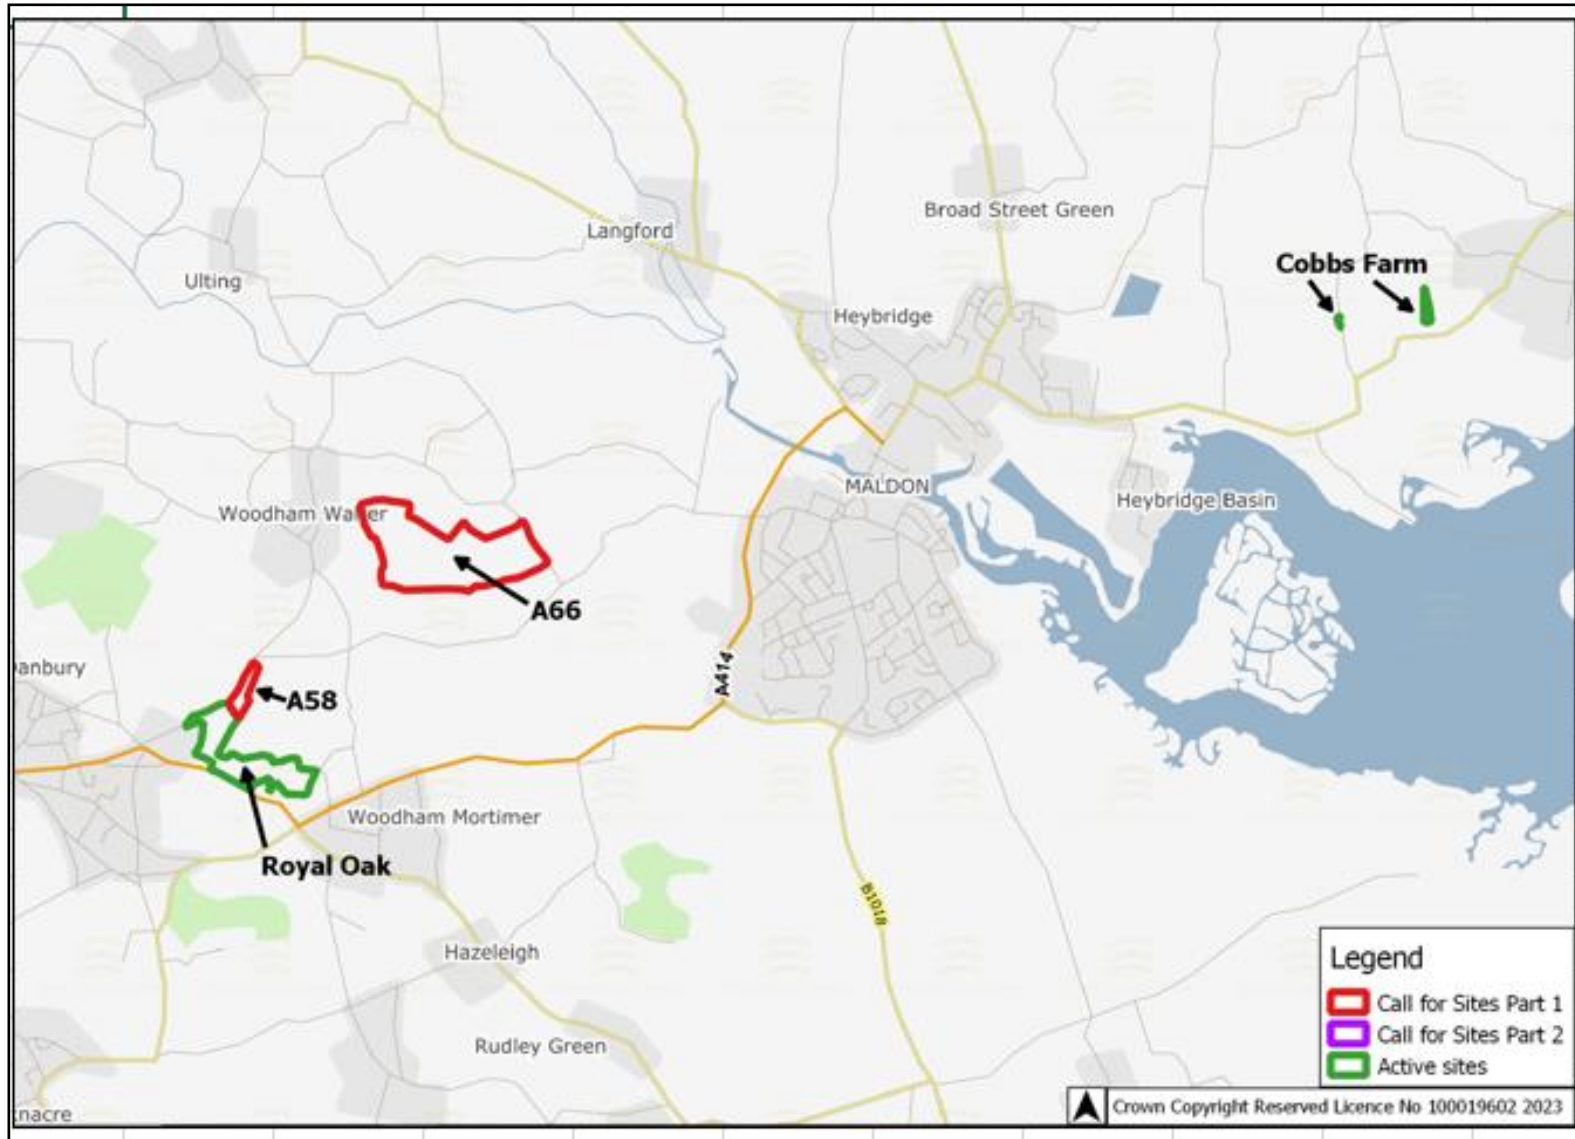 Langford
Broad Street Green
Ulting
Cobbs Farm
Heybridge
MALDON
Heybridge Basin
Woodham Walter
A66
anbury
A58
A414
Woodham Mortimer
Royal Oak
B1018
Hazeleigh
Rudley Green
Legend
Call for Sites Part 1
Call for Sites Part 2
Active sites
Crown Copyright Reserved Licence No 100019602 2023
nacre